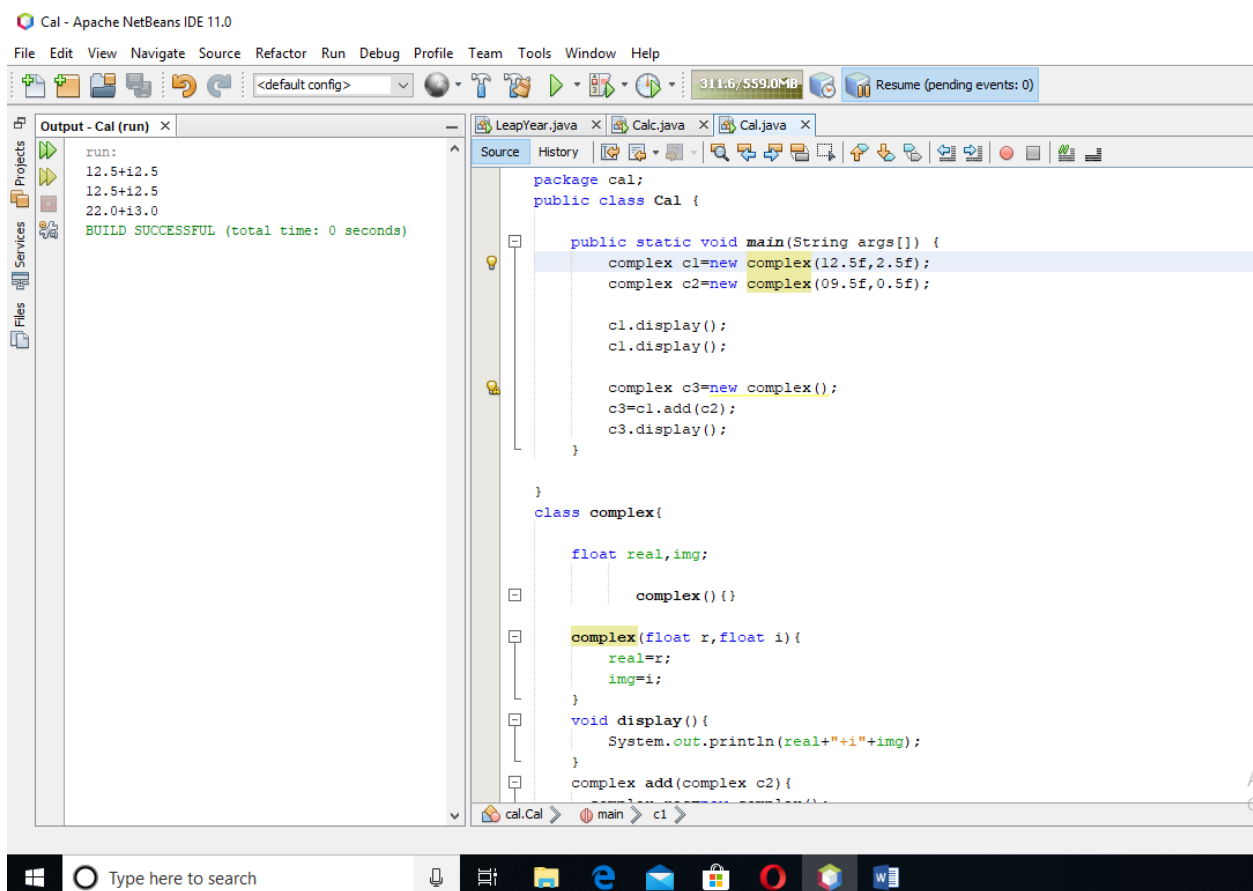 Cal - Apache NetBeans IDE 11.0
File Edit View Navigate Source Refactor Run Debug Profile Team Tools Window Help
<default config>
311.6/559.0MB
Resume (pending events: 0)
Projects
Services
Files
Output - Cal (run)
run:
12.5+i2.5
12.5+i2.5
22.0+i3.0
BUILD SUCCESSFUL (total time: 0 seconds)
LeapYear.java Calc.java Cal.java
Source History
package cal;
public class Cal {
public static void main(String args[]) {
complex c1=new complex(12.5f,2.5f);
complex c2=new complex(09.5f,0.5f);
c1.display();
c1.display();
complex c3=new complex();
c3=c1.add(c2);
c3.display();
}
}
class complex{
float real,img;
complex(){}
complex(float r,float i){
real=r;
img=i;
}
void display(){
System.out.println(real+"+i"+img);
}
complex add(complex c2){
cal.Cal main c1
Type here to search